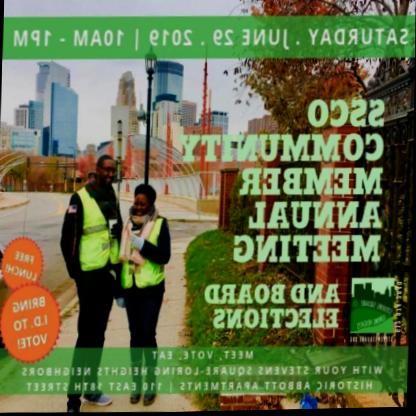 SATURDAY . JUNE 29 . 2019 | 10AM - 1PM
SSCO
COMMUNITY
MEMBER
ANNUAL
MEETING
AND BOARD
ELECTIONS
FREE
LUNCH!
BRING
I.D. TO
VOTE!
MEET, VOTE, EAT
WITH YOUR STEVENS SQUARE-LORING HEIGHTS NEIGHBORS
HISTORIC ABBOTT APARTMENTS | 110 EAST 18TH STREET